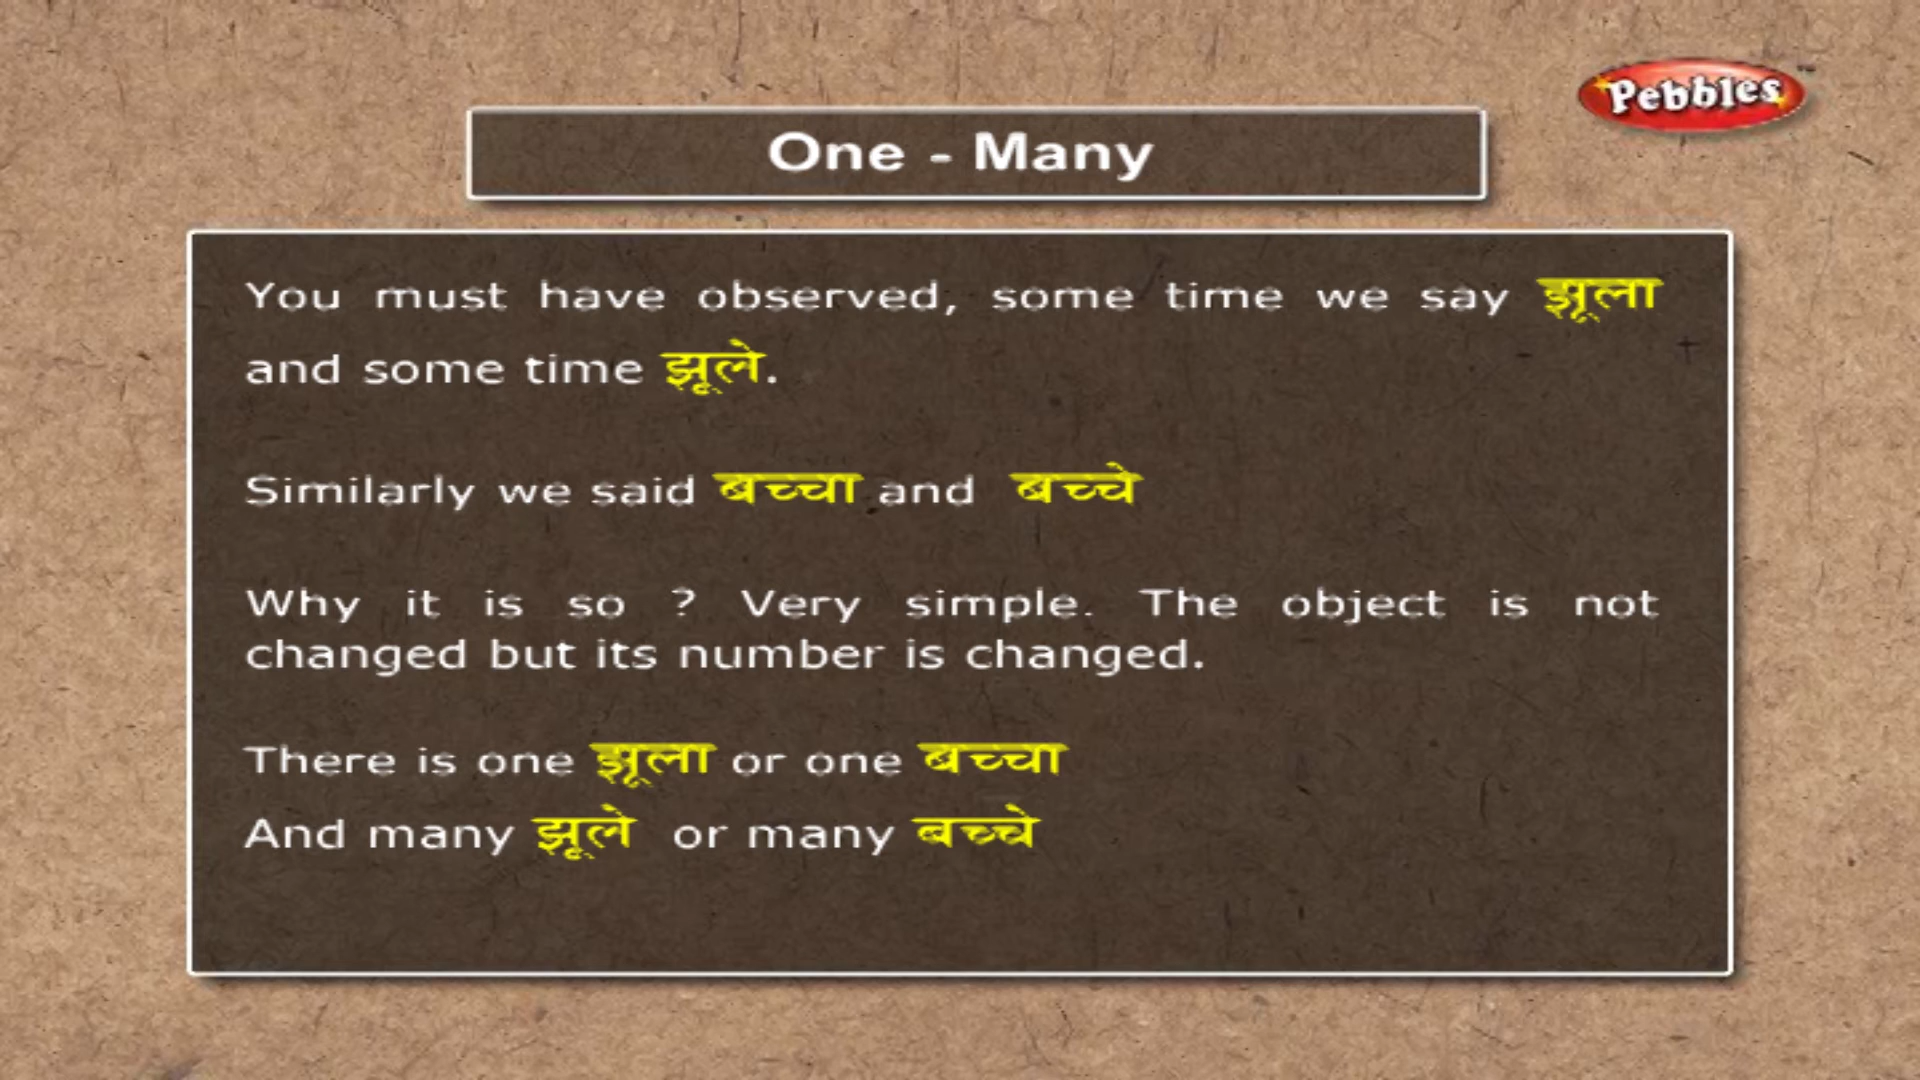 Pebbles
One - Many
You must have observed, some time we say झूला
and some time झूले.
Similarly we said बच्चा and बच्चे
Why it is so ? Very simple. The object is not
changed but its number is changed.
There is one झूला or one बच्चा
And many झूले or many बच्चे